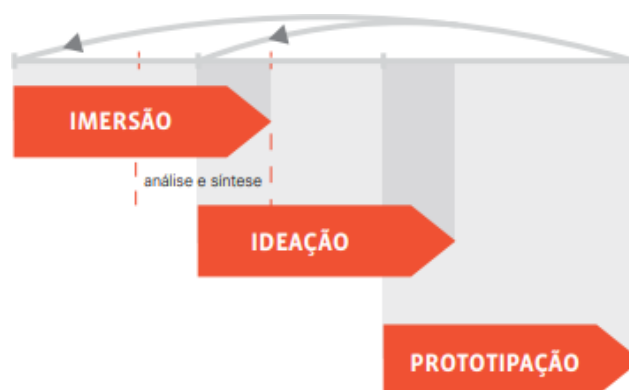 IMERSÃO
análise e síntese
IDEAÇÃO
PROTOTIPAÇÃO